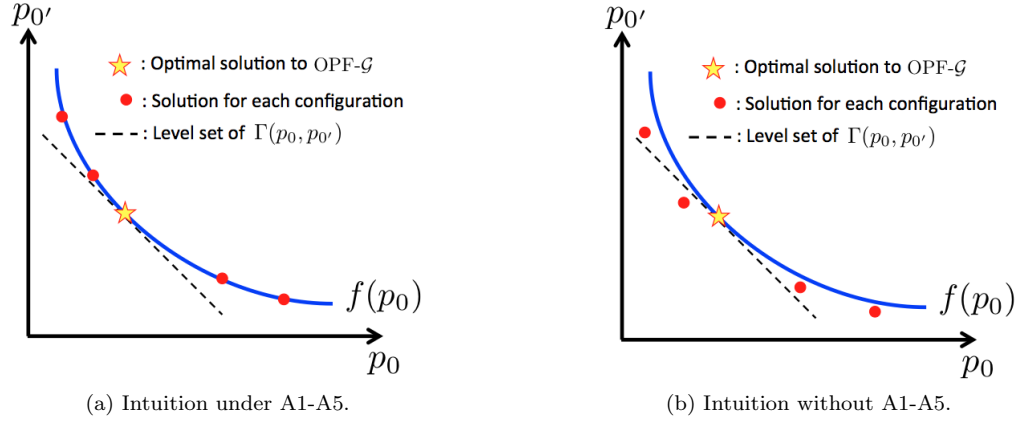 p₀′
: Optimal solution to OPF-𝒢
: Solution for each configuration
: Level set of Γ(p₀, p₀′)
f(p₀)
p₀
(a) Intuition under A1-A5.
p₀′
: Optimal solution to OPF-𝒢
: Solution for each configuration
: Level set of Γ(p₀, p₀′)
f(p₀)
p₀
(b) Intuition without A1-A5.